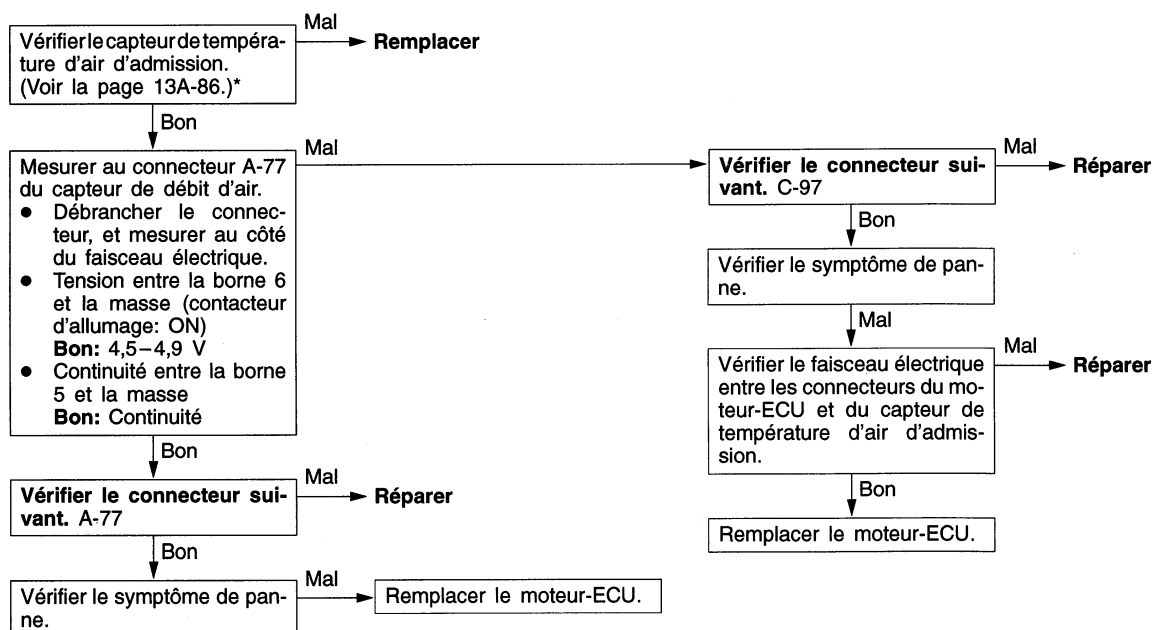 Vérifier le capteur de tempéra-
ture d'air d'admission.
(Voir la page 13A-86.)*
Mal
Remplacer
Bon
Mesurer au connecteur A-77
du capteur de débit d'air.
● Débrancher le connec-
teur, et mesurer au côté
du faisceau électrique.
● Tension entre la borne 6
et la masse (contacteur
d'allumage: ON)
Bon: 4,5–4,9 V
● Continuité entre la borne
5 et la masse
Bon: Continuité
Mal
Bon
Vérifier le connecteur sui-
vant. A-77
Mal
Réparer
Bon
Vérifier le symptôme de pan-
ne.
Mal
Remplacer le moteur-ECU.
Vérifier le connecteur sui-
vant. C-97
Mal
Réparer
Bon
Vérifier le symptôme de pan-
ne.
Mal
Vérifier le faisceau électrique
entre les connecteurs du mo-
teur-ECU et du capteur de
température d'air d'admis-
sion.
Mal
Réparer
Bon
Remplacer le moteur-ECU.